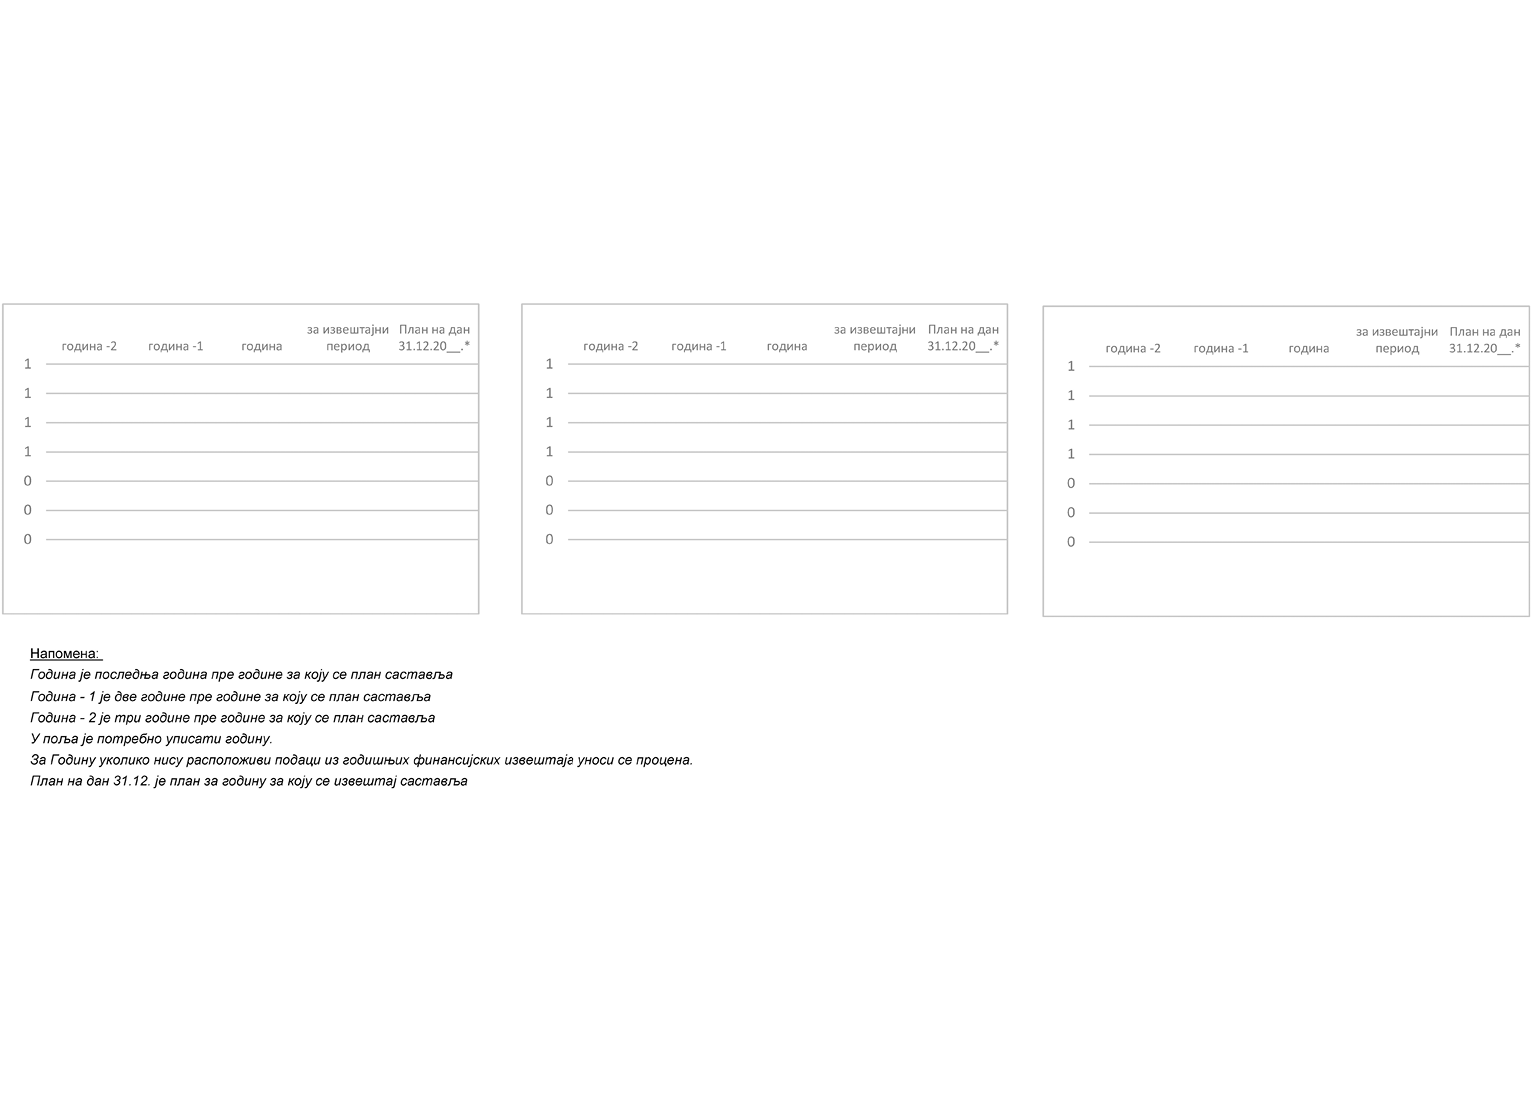 за извештајни План на дан
година -2 година -1 година период 31.12.20__.*
1
1
1
1
0
0
0
за извештајни План на дан
година -2 година -1 година период 31.12.20__.*
1
1
1
1
0
0
0
за извештајни План на дан
година -2 година -1 година период 31.12.20__.*
1
1
1
1
0
0
0
Напомена:
Година је последња година пре године за коју се план саставља
Година - 1 је две године пре године за коју се план саставља
Година - 2 је три године пре године за коју се план саставља
У поља је потребно уписати годину.
За Годину уколико нису расположиви подаци из годишњих финансијских извештаја уноси се процена.
План на дан 31.12. је план за годину за коју се извештај саставља